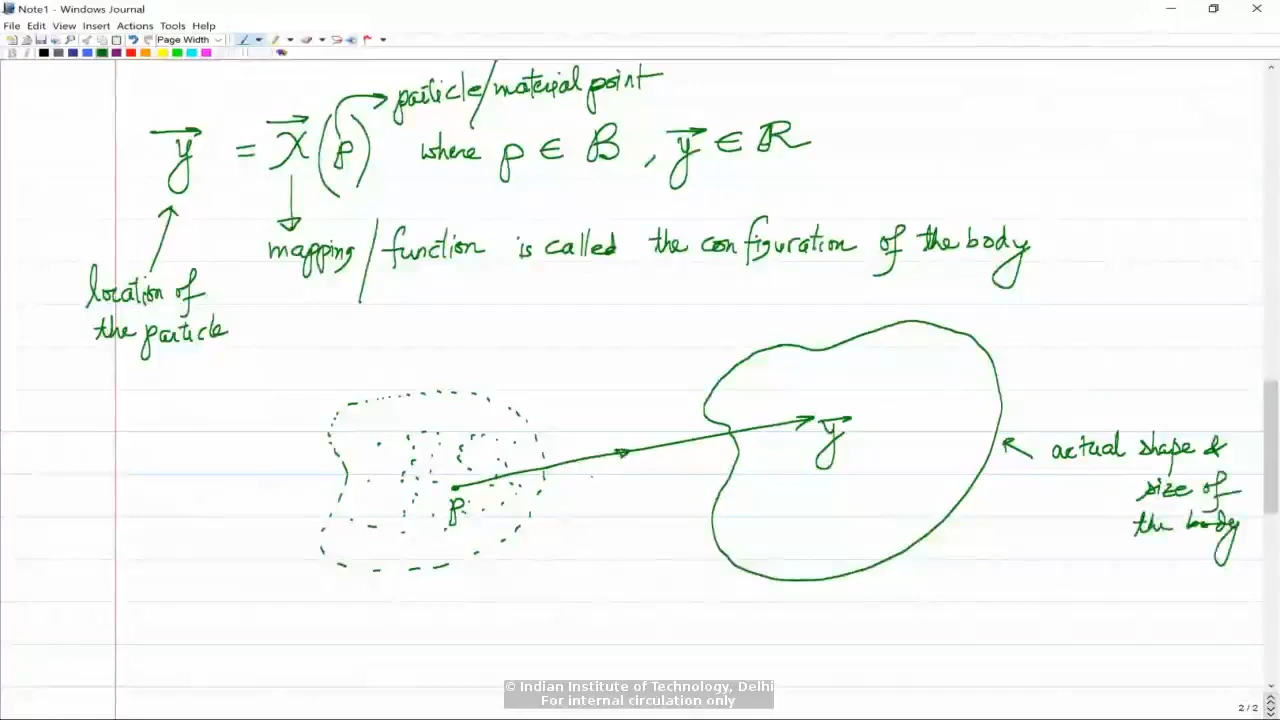 Note1 - Windows Journal
File Edit View Insert Actions Tools Help
Page Width
particle/material point
y⃗ = χ⃗(p) where p ∈ B, y⃗ ∈ R
mapping/function is called the configuration of the body
location of
the particle
p
y⃗
actual shape &
size of
the body
© Indian Institute of Technology, Delhi
For internal circulation only
2 / 2